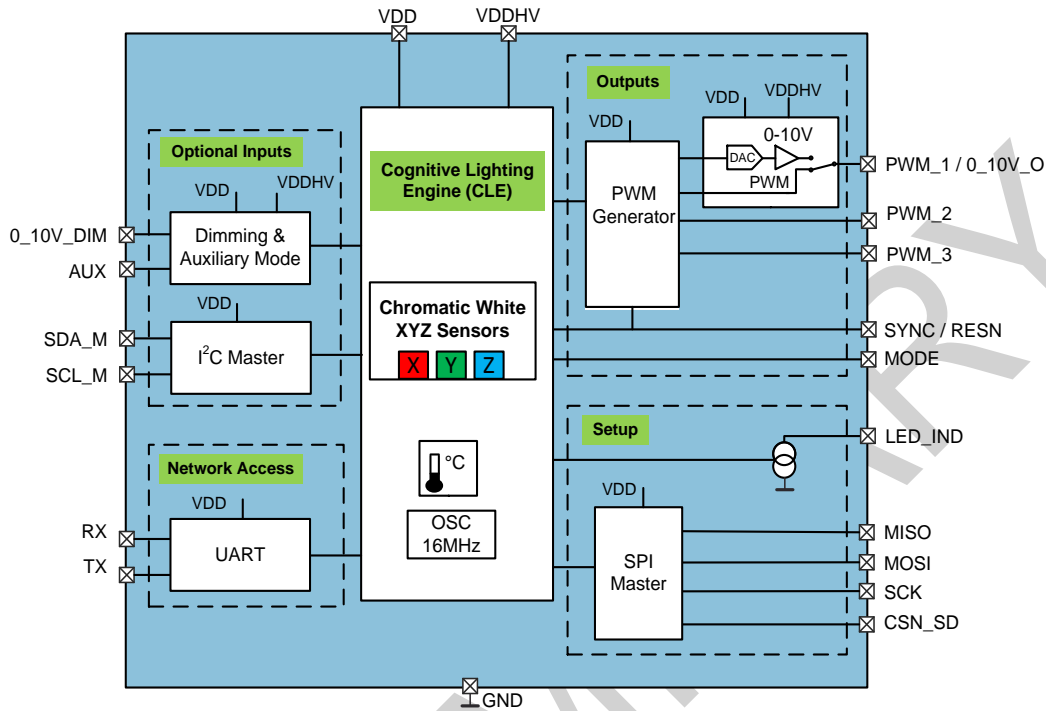 VDD
VDDHV
Optional Inputs
VDD
VDDHV
0_10V_DIM
AUX
Dimming &
Auxiliary Mode
VDD
SDA_M
SCL_M
I²C Master
Network Access
VDD
RX
TX
UART
Cognitive Lighting
Engine (CLE)
Chromatic White
XYZ Sensors
X Y Z
°C
OSC
16MHz
Outputs
VDD
VDD
VDDHV
0-10V
DAC
PWM
PWM
Generator
PWM_1 / 0_10V_O
PWM_2
PWM_3
SYNC / RESN
MODE
Setup
LED_IND
VDD
SPI
Master
MISO
MOSI
SCK
CSN_SD
GND